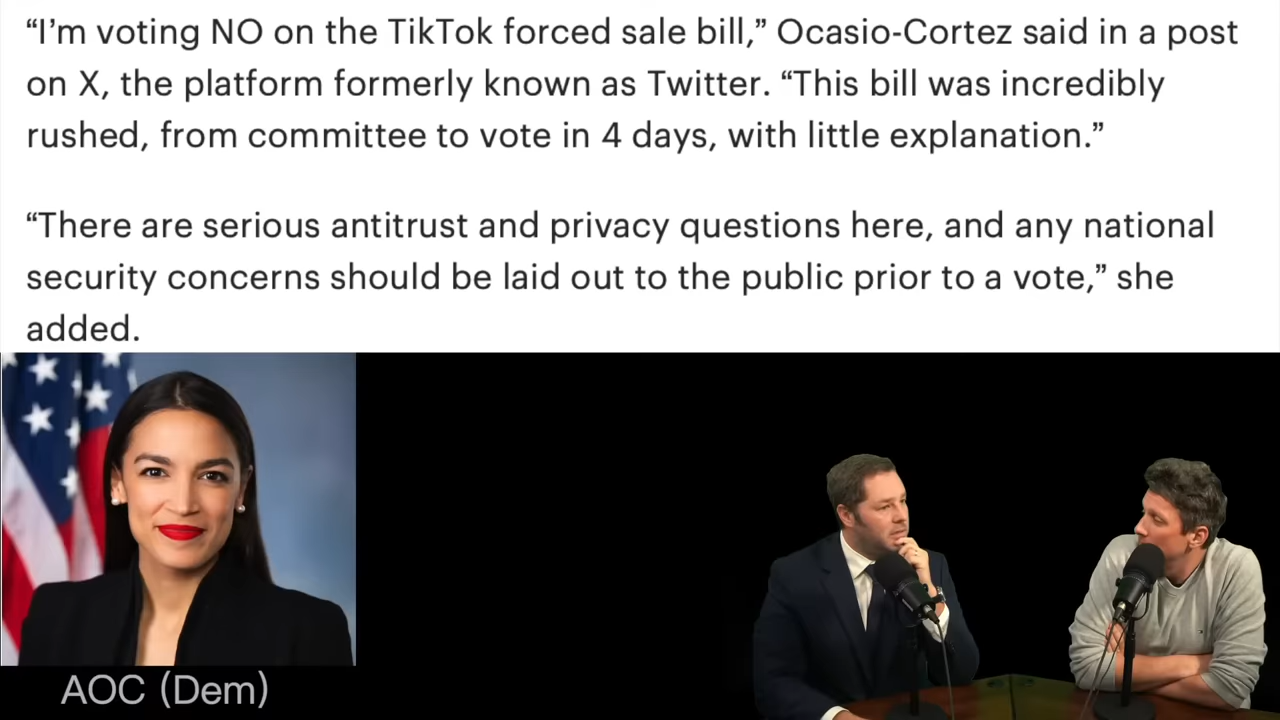 “I’m voting NO on the TikTok forced sale bill,” Ocasio-Cortez said in a post
on X, the platform formerly known as Twitter. “This bill was incredibly
rushed, from committee to vote in 4 days, with little explanation.”
“There are serious antitrust and privacy questions here, and any national
security concerns should be laid out to the public prior to a vote,” she
added.
AOC (Dem)